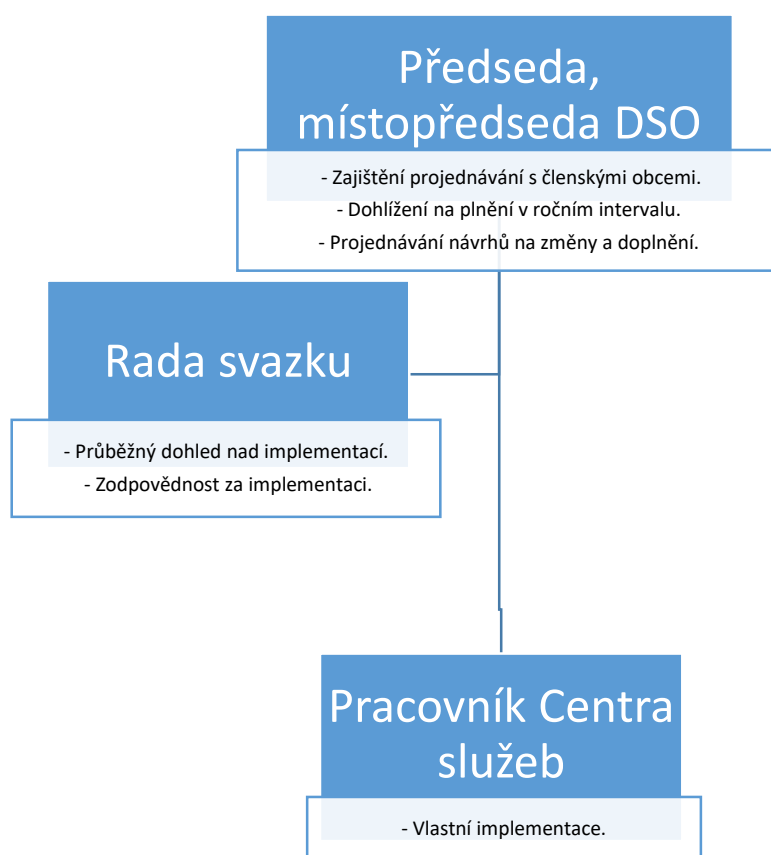 Předseda,
místopředseda DSO
- Zajištění projednávání s členskými obcemi.
- Dohlížení na plnění v ročním intervalu.
- Projednávání návrhů na změny a doplnění.
Rada svazku
- Průběžný dohled nad implementací.
- Zodpovědnost za implementaci.
Pracovník Centra
služeb
- Vlastní implementace.